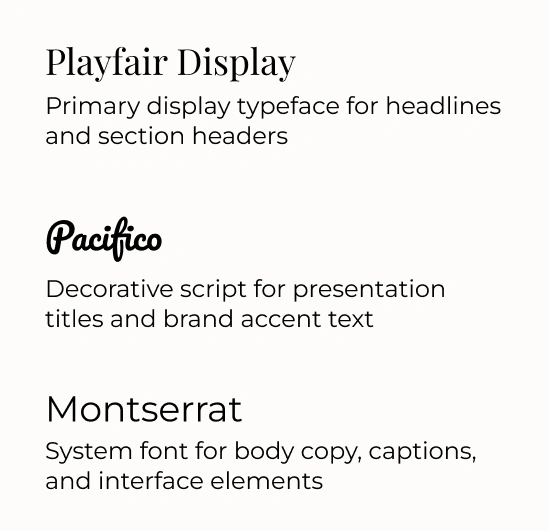 Playfair Display
Primary display typeface for headlines
and section headers
Pacifico
Decorative script for presentation
titles and brand accent text
Montserrat
System font for body copy, captions,
and interface elements